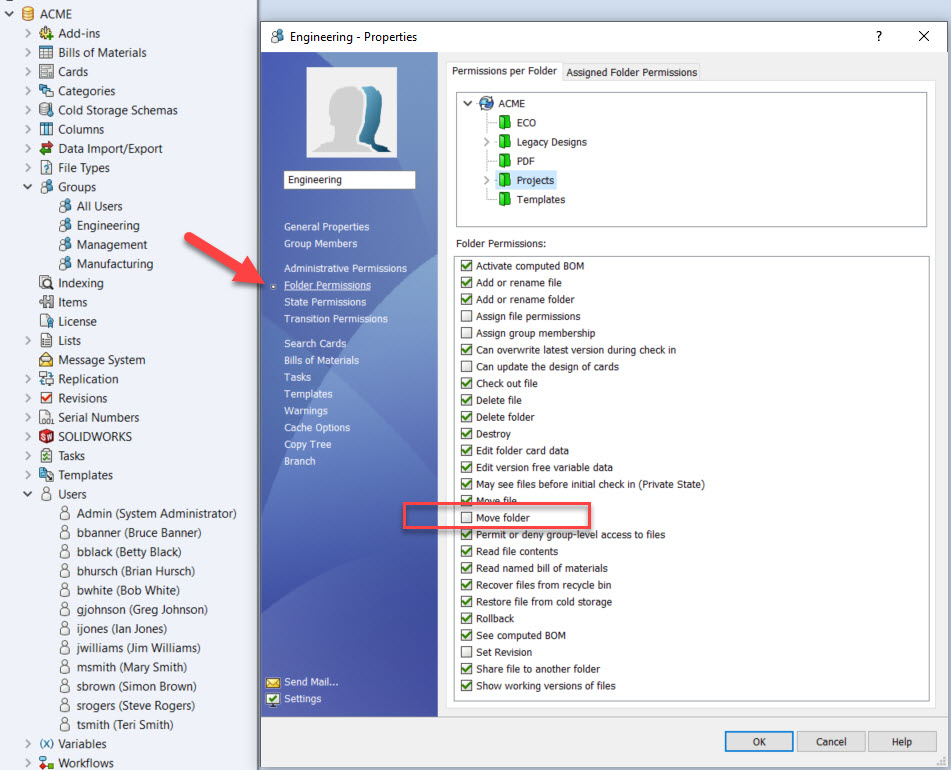 ACME
Add-ins
Bills of Materials
Cards
Categories
Cold Storage Schemas
Columns
Data Import/Export
File Types
Groups
All Users
Engineering
Management
Manufacturing
Indexing
Items
License
Lists
Message System
Replication
Revisions
Serial Numbers
SOLIDWORKS
Tasks
Templates
Users
Admin (System Administrator)
bbanner (Bruce Banner)
bblack (Betty Black)
bhursch (Brian Hursch)
bwhite (Bob White)
gjohnson (Greg Johnson)
ijones (Ian Jones)
jwilliams (Jim Williams)
msmith (Mary Smith)
sbrown (Simon Brown)
srogers (Steve Rogers)
tsmith (Teri Smith)
(x) Variables
Workflows
Engineering - Properties
?
Engineering
General Properties
Group Members
Administrative Permissions
Folder Permissions
State Permissions
Transition Permissions
Search Cards
Bills of Materials
Tasks
Templates
Warnings
Cache Options
Copy Tree
Branch
Send Mail...
Settings
Permissions per Folder
Assigned Folder Permissions
ACME
ECO
Legacy Designs
PDF
Projects
Templates
Folder Permissions:
Activate computed BOM
Add or rename file
Add or rename folder
Assign file permissions
Assign group membership
Can overwrite latest version during check in
Can update the design of cards
Check out file
Delete file
Delete folder
Destroy
Edit folder card data
Edit version free variable data
May see files before initial check in (Private State)
Move file
Move folder
Permit or deny group-level access to files
Read file contents
Read named bill of materials
Recover files from recycle bin
Restore file from cold storage
Rollback
See computed BOM
Set Revision
Share file to another folder
Show working versions of files
OK
Cancel
Help